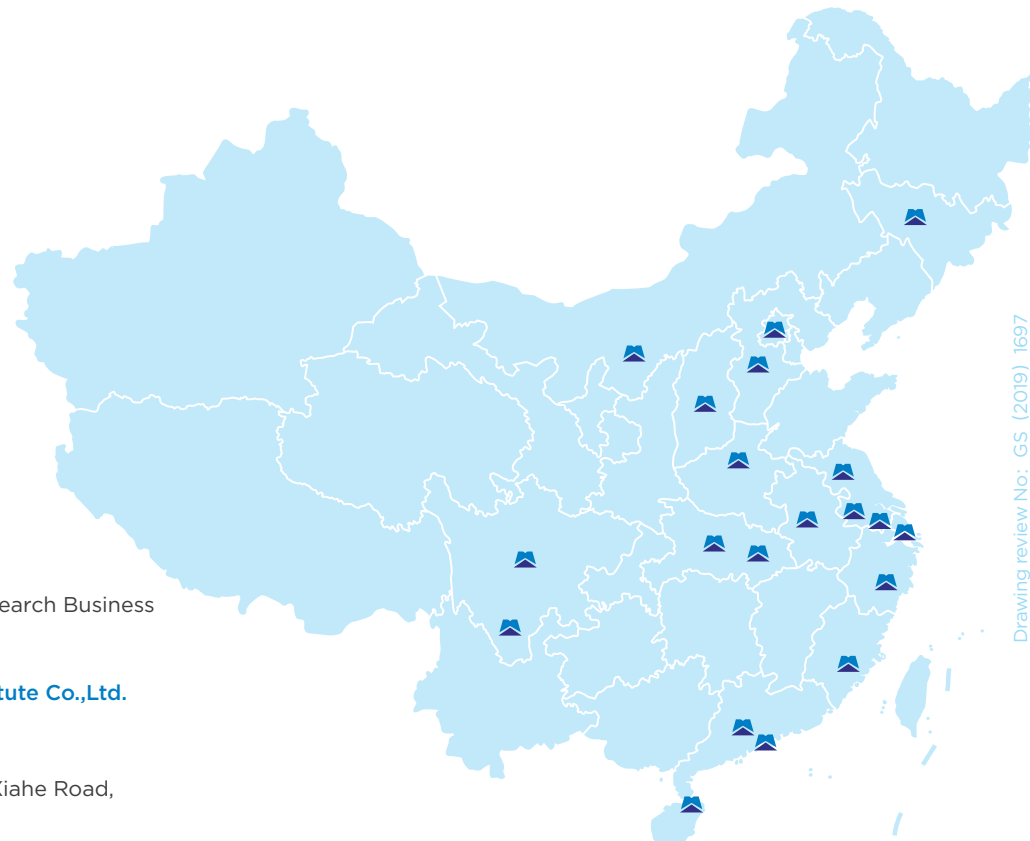 earch Business
tute Co.,Ltd.
Xiahe Road,
Drawing review No: GS (2019) 1697